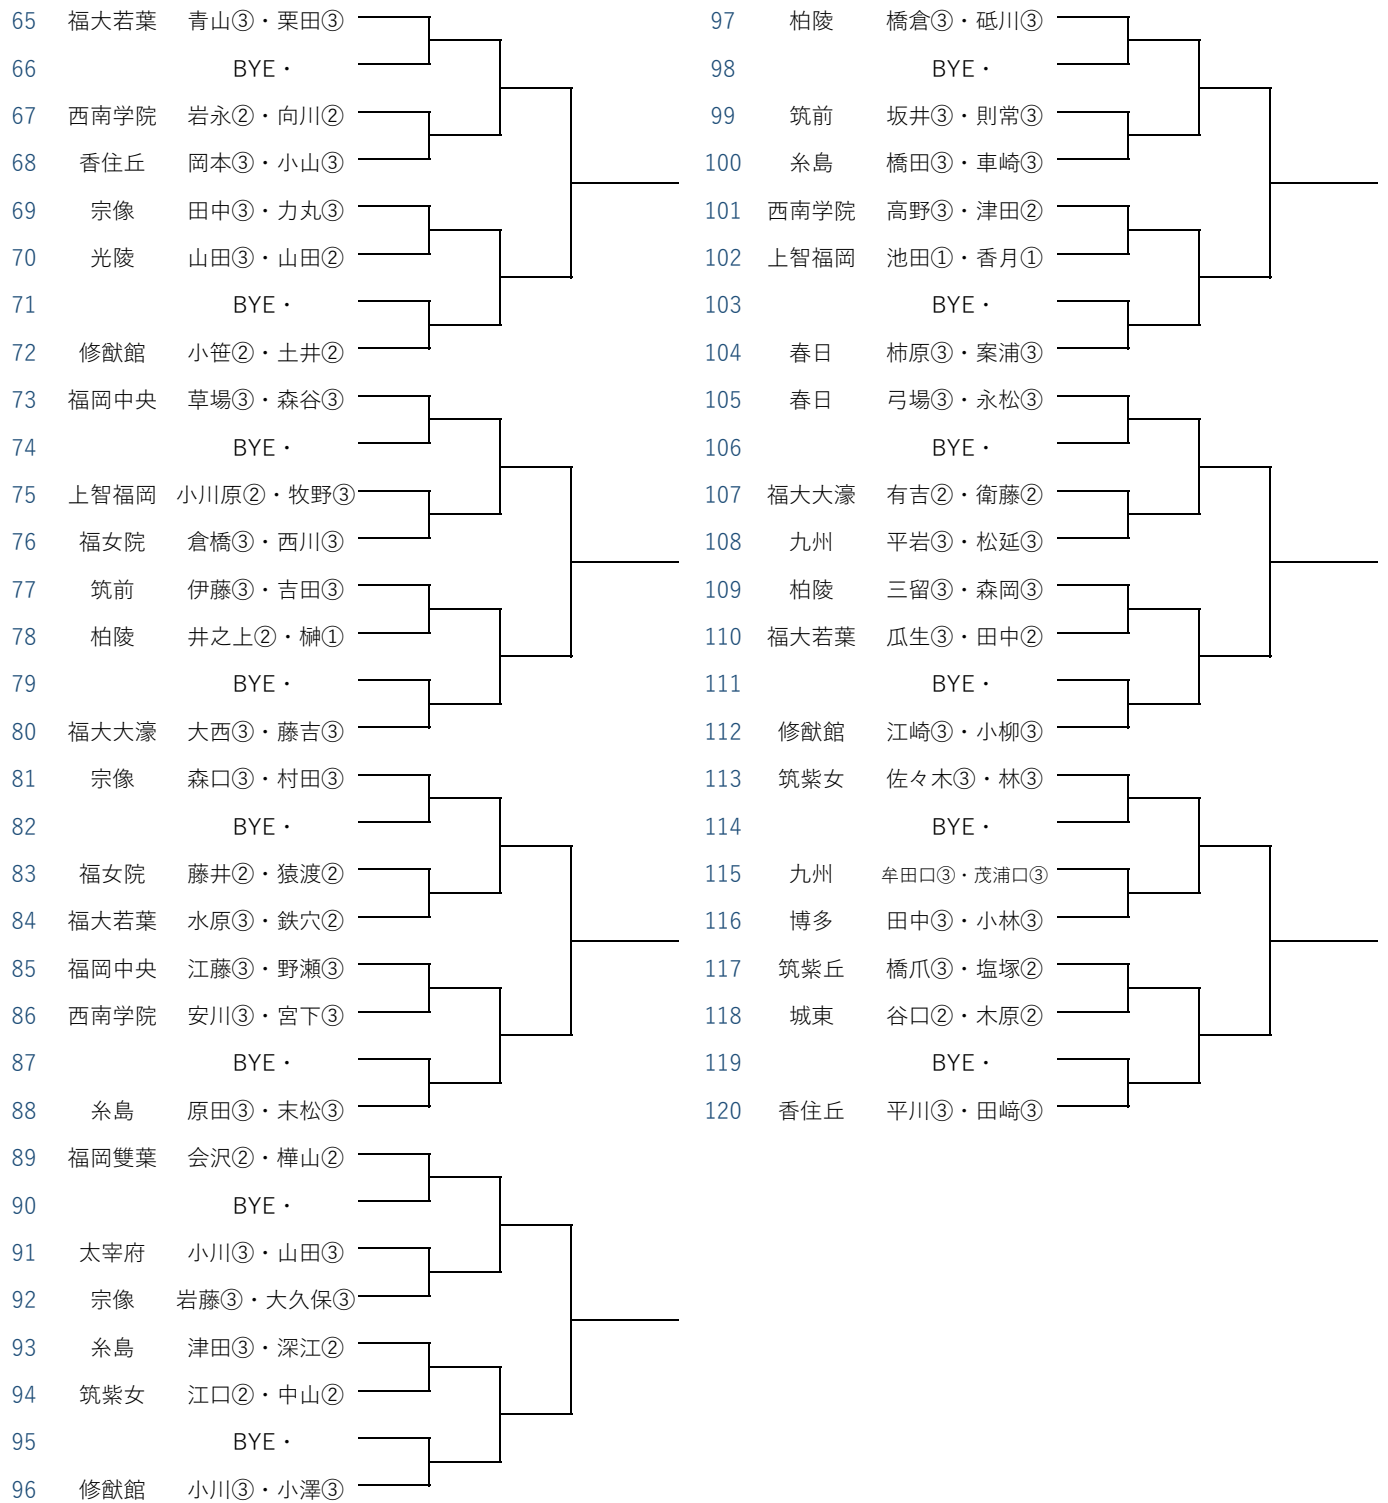 65 福大若葉 青山③・栗田③
66 BYE・
67 西南学院 岩永②・向川②
68 香住丘 岡本③・小山③
69 宗像 田中③・力丸③
70 光陵 山田③・山田②
71 BYE・
72 修猷館 小笹②・土井②
73 福岡中央 草場③・森谷③
74 BYE・
75 上智福岡 小川原②・牧野③
76 福女院 倉橋③・西川③
77 筑前 伊藤③・吉田③
78 柏陵 井之上②・榊①
79 BYE・
80 福大大濠 大西③・藤吉③
81 宗像 森口③・村田③
82 BYE・
83 福女院 藤井②・猿渡②
84 福大若葉 水原③・鉄穴②
85 福岡中央 江藤③・野瀬③
86 西南学院 安川③・宮下③
87 BYE・
88 糸島 原田③・末松③
89 福岡雙葉 会沢②・樺山②
90 BYE・
91 太宰府 小川③・山田③
92 宗像 岩藤③・大久保③
93 糸島 津田③・深江②
94 筑紫女 江口②・中山②
95 BYE・
96 修猷館 小川③・小澤③
97 柏陵 橋倉③・砥川③
98 BYE・
99 筑前 坂井③・則常③
100 糸島 橋田③・車崎③
101 西南学院 高野③・津田②
102 上智福岡 池田①・香月①
103 BYE・
104 春日 柿原③・案浦③
105 春日 弓場③・永松③
106 BYE・
107 福大大濠 有吉②・衛藤②
108 九州 平岩③・松延③
109 柏陵 三留③・森岡③
110 福大若葉 瓜生③・田中②
111 BYE・
112 修猷館 江崎③・小柳③
113 筑紫女 佐々木③・林③
114 BYE・
115 九州 牟田口③・茂浦口③
116 博多 田中③・小林③
117 筑紫丘 橋爪③・塩塚②
118 城東 谷口②・木原②
119 BYE・
120 香住丘 平川③・田﨑③